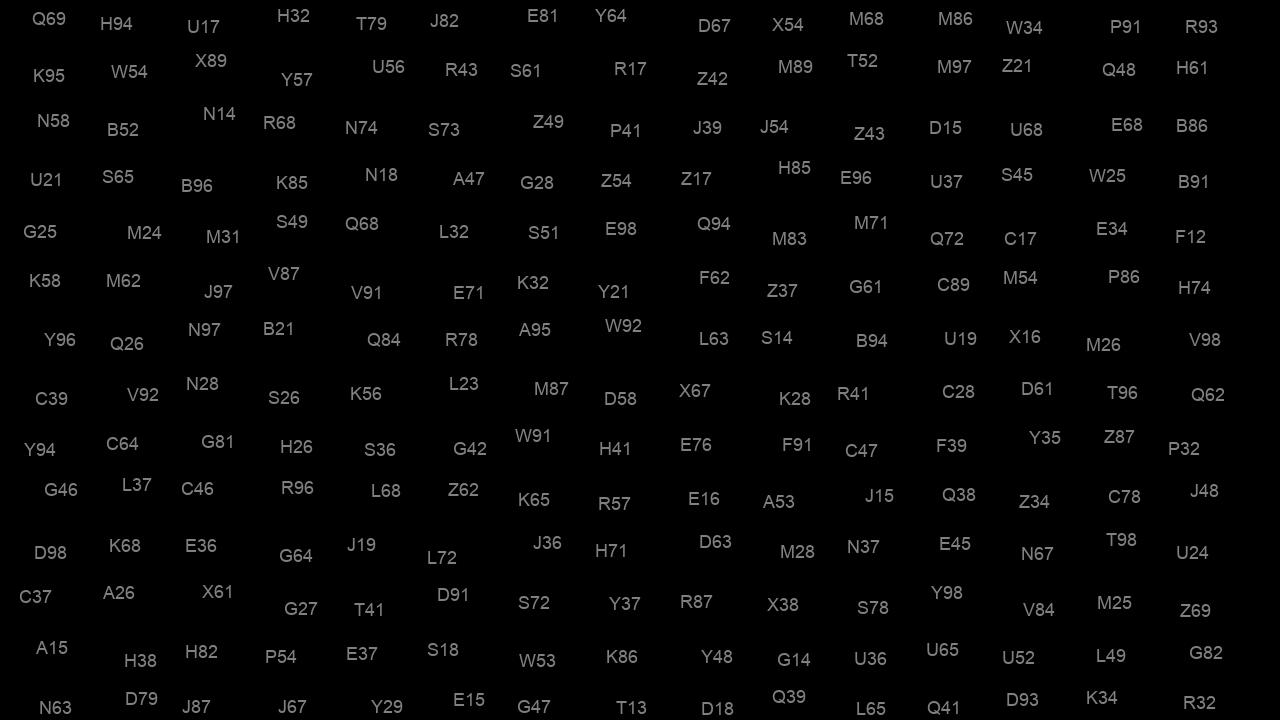 Q69 H94 U17 H32 T79 J82 E81 Y64 D67 X54 M68 M86 W34 P91 R93
K95 W54 X89 Y57 U56 R43 S61 R17 Z42 M89 T52 M97 Z21 Q48 H61
N58 B52 N14 R68 N74 S73 Z49 P41 J39 J54 Z43 D15 U68 E68 B86
U21 S65 B96 K85 N18 A47 G28 Z54 Z17 H85 E96 U37 S45 W25 B91
G25 M24 M31 S49 Q68 L32 S51 E98 Q94 M83 M71 Q72 C17 E34 F12
K58 M62 J97 V87 V91 E71 K32 Y21 F62 Z37 G61 C89 M54 P86 H74
Y96 Q26 N97 B21 Q84 R78 A95 W92 L63 S14 B94 U19 X16 M26 V98
C39 V92 N28 S26 K56 L23 M87 D58 X67 K28 R41 C28 D61 T96 Q62
Y94 C64 G81 H26 S36 G42 W91 H41 E76 F91 C47 F39 Y35 Z87 P32
G46 L37 C46 R96 L68 Z62 K65 R57 E16 A53 J15 Q38 Z34 C78 J48
D98 K68 E36 G64 J19 L72 J36 H71 D63 M28 N37 E45 N67 T98 U24
C37 A26 X61 G27 T41 D91 S72 Y37 R87 X38 S78 Y98 V84 M25 Z69
A15 H38 H82 P54 E37 S18 W53 K86 Y48 G14 U36 U65 U52 L49 G82
N63 D79 J87 J67 Y29 E15 G47 T13 D18 Q39 L65 Q41 D93 K34 R32